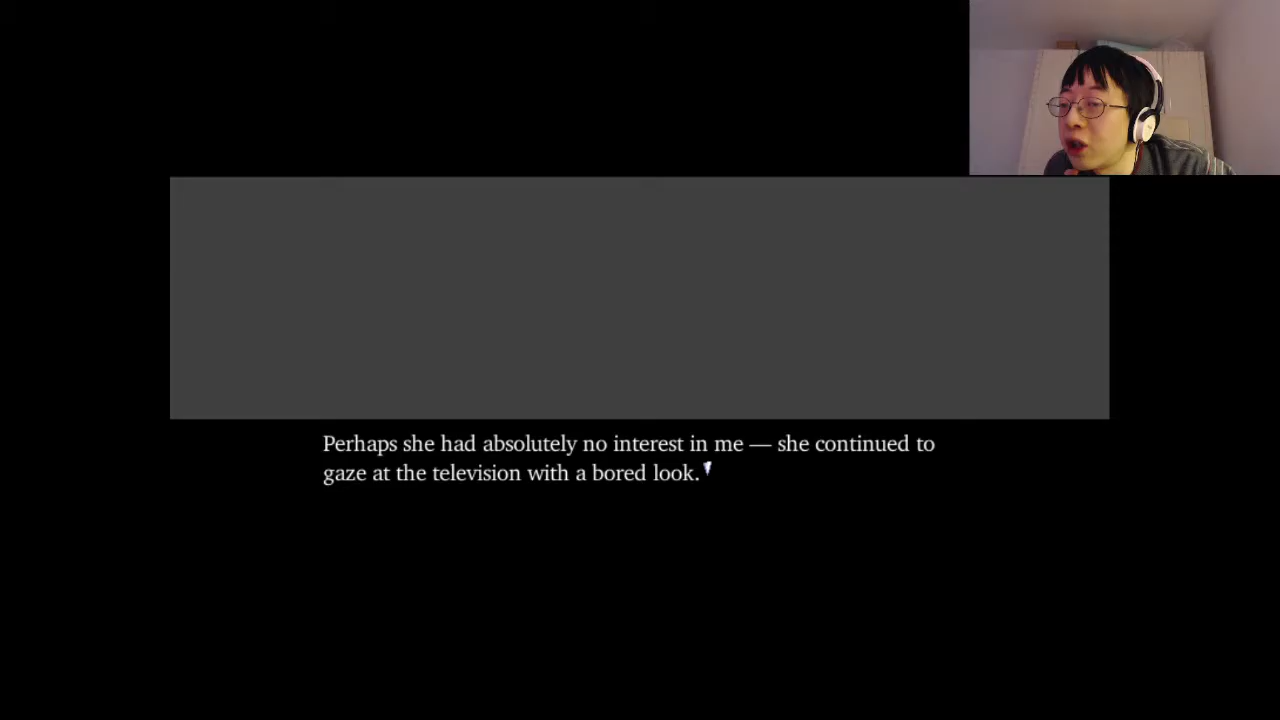 Perhaps she had absolutely no interest in me — she continued to
gaze at the television with a bored look.